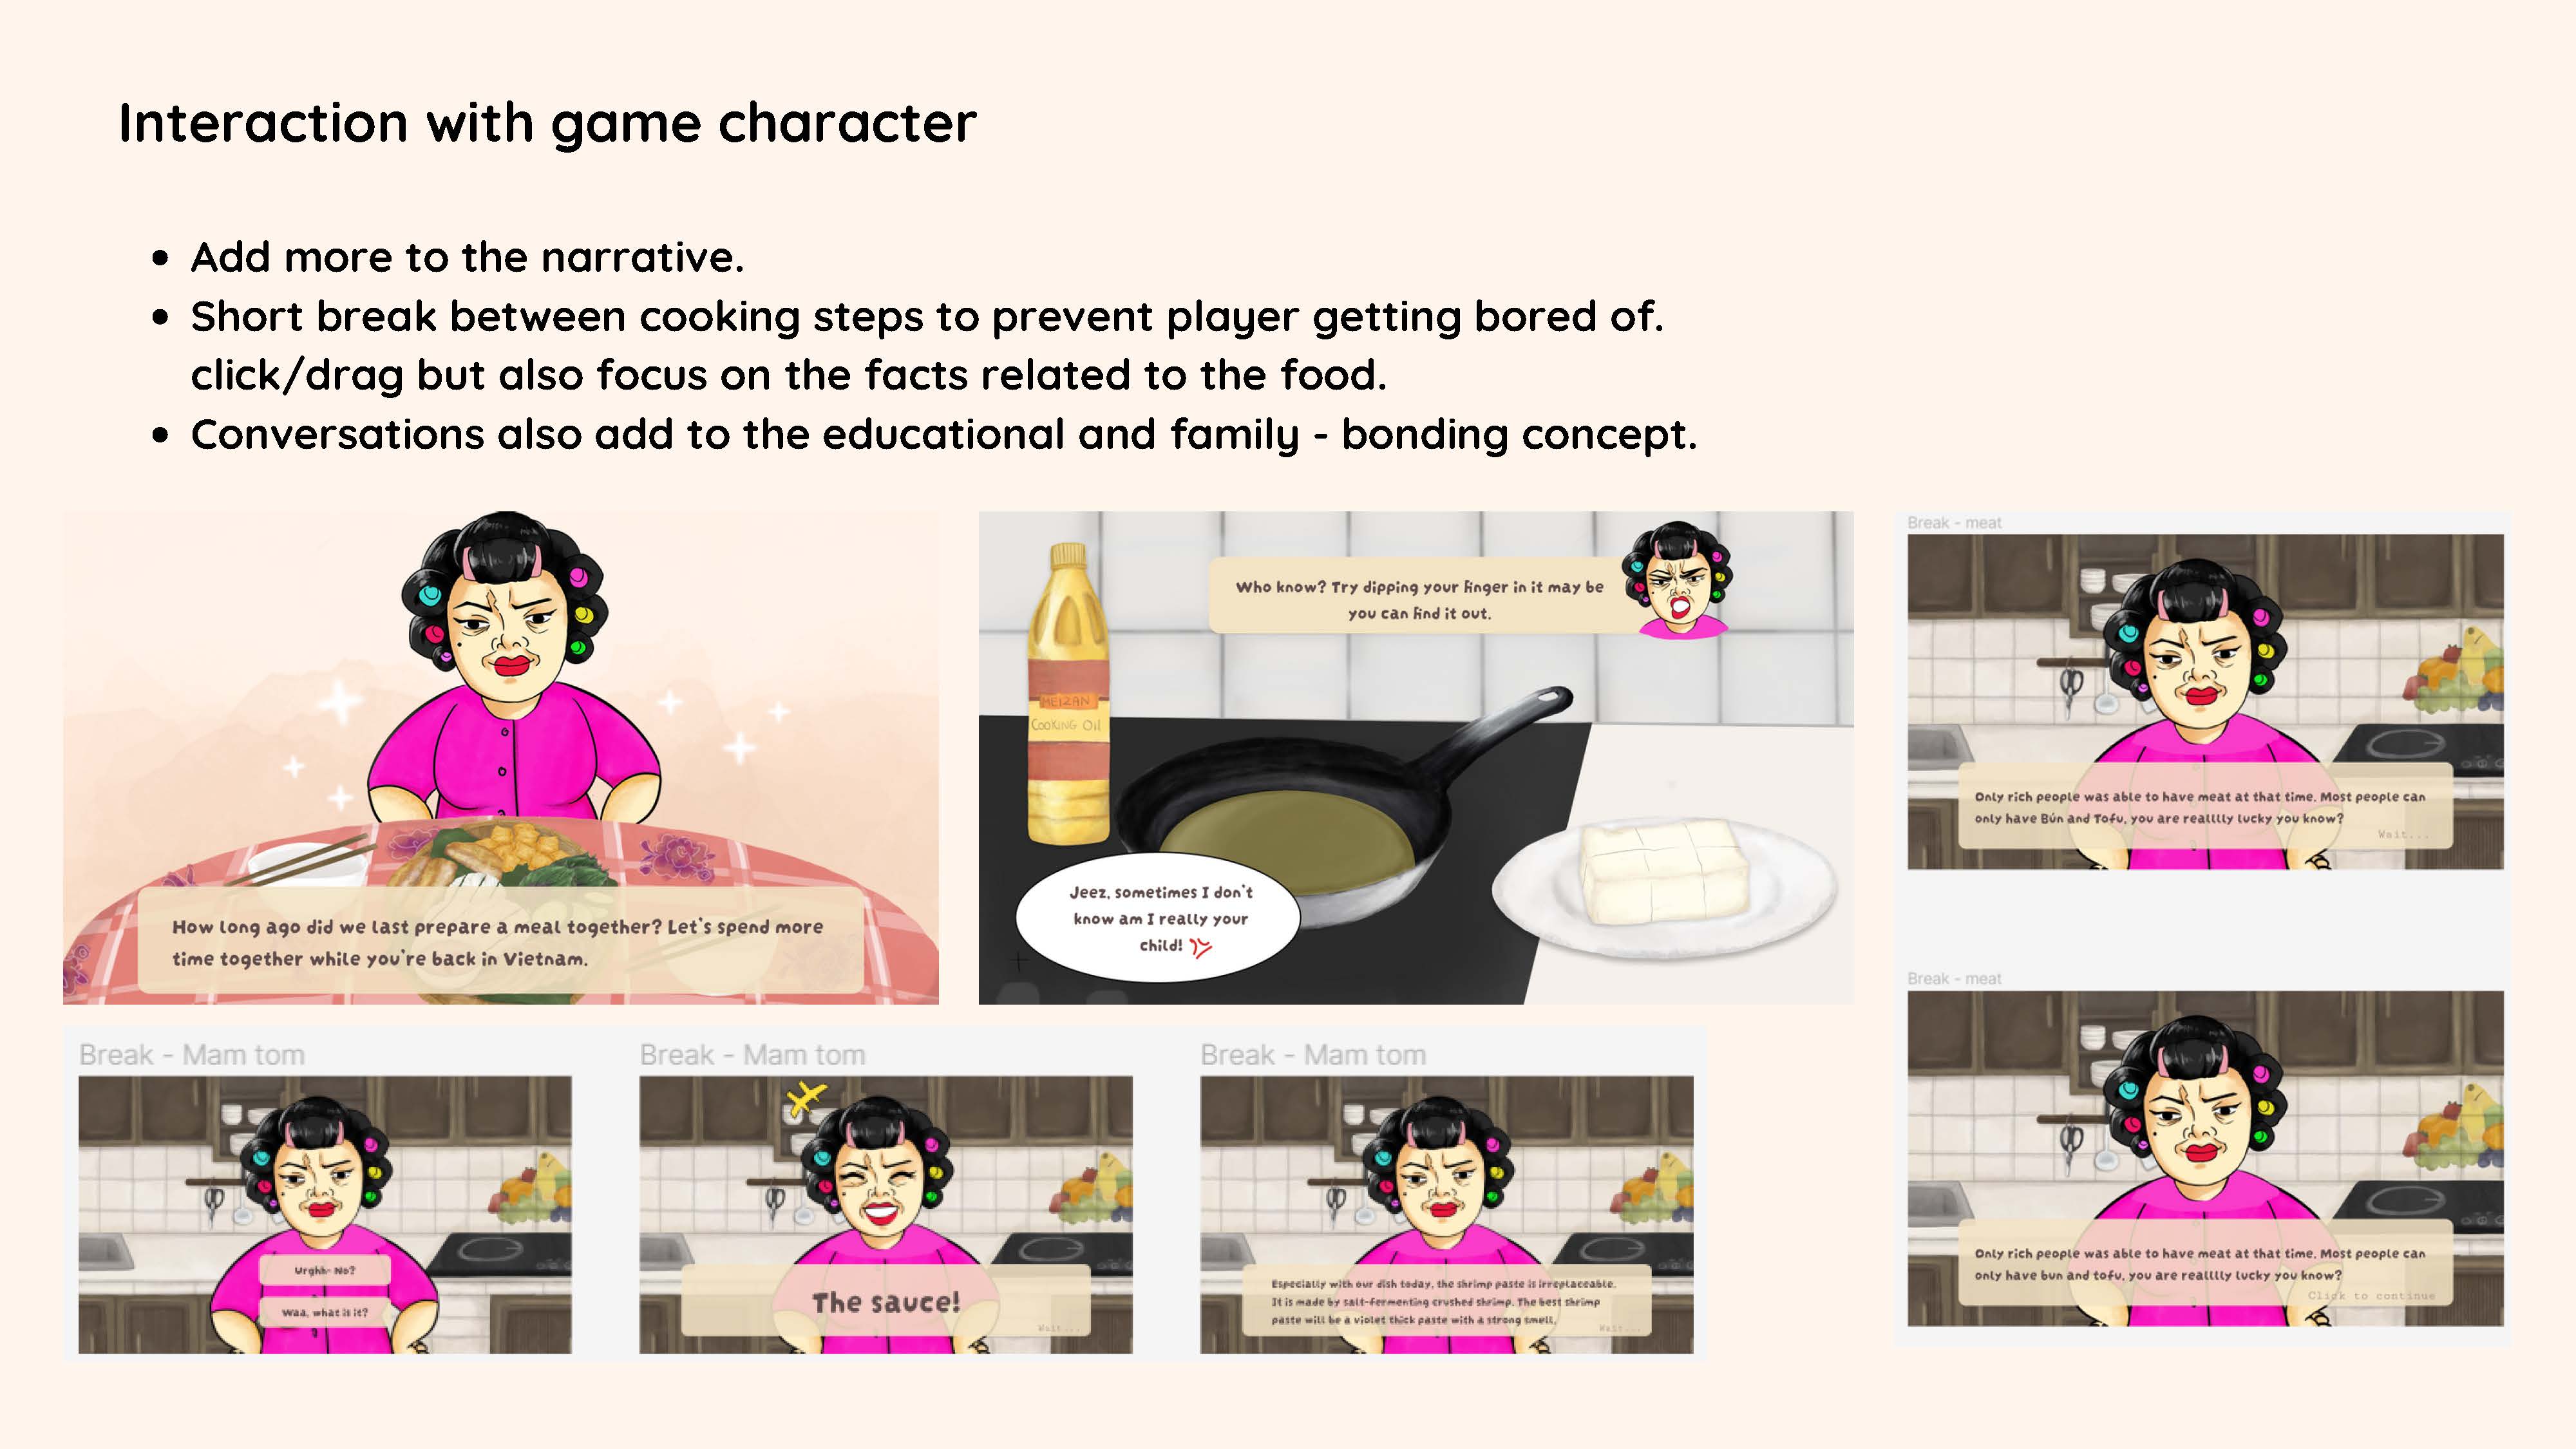 Interaction with game character
• Add more to the narrative.
• Short break between cooking steps to prevent player getting bored of.
click/drag but also focus on the facts related to the food.
• Conversations also add to the educational and family - bonding concept.
How long ago did we last prepare a meal together? Let's spend more
time together while you're back in Vietnam.
Who know? Try dipping your finger in it may be
you can find it out.
MEIZAN
COOKING OIL
Jeez, sometimes I don't
know am I really your
child!
Break - meat
Only rich people was able to have meat at that time. Most people can
only have Bún and Tofu, you are realllly lucky you know?
Wait...
Break - meat
Only rich people was able to have meat at that time. Most people can
only have bun and tofu, you are realllly lucky you know?
Click to continue
Break - Mam tom
Urghh- No?
Waa, what is it?
Break - Mam tom
The sauce!
Wait...
Break - Mam tom
Especially with our dish today, the shrimp paste is irreplaceable.
It is made by salt-fermenting crushed shrimp. The best shrimp
paste will be a violet thick paste with a strong smell.
Wait...